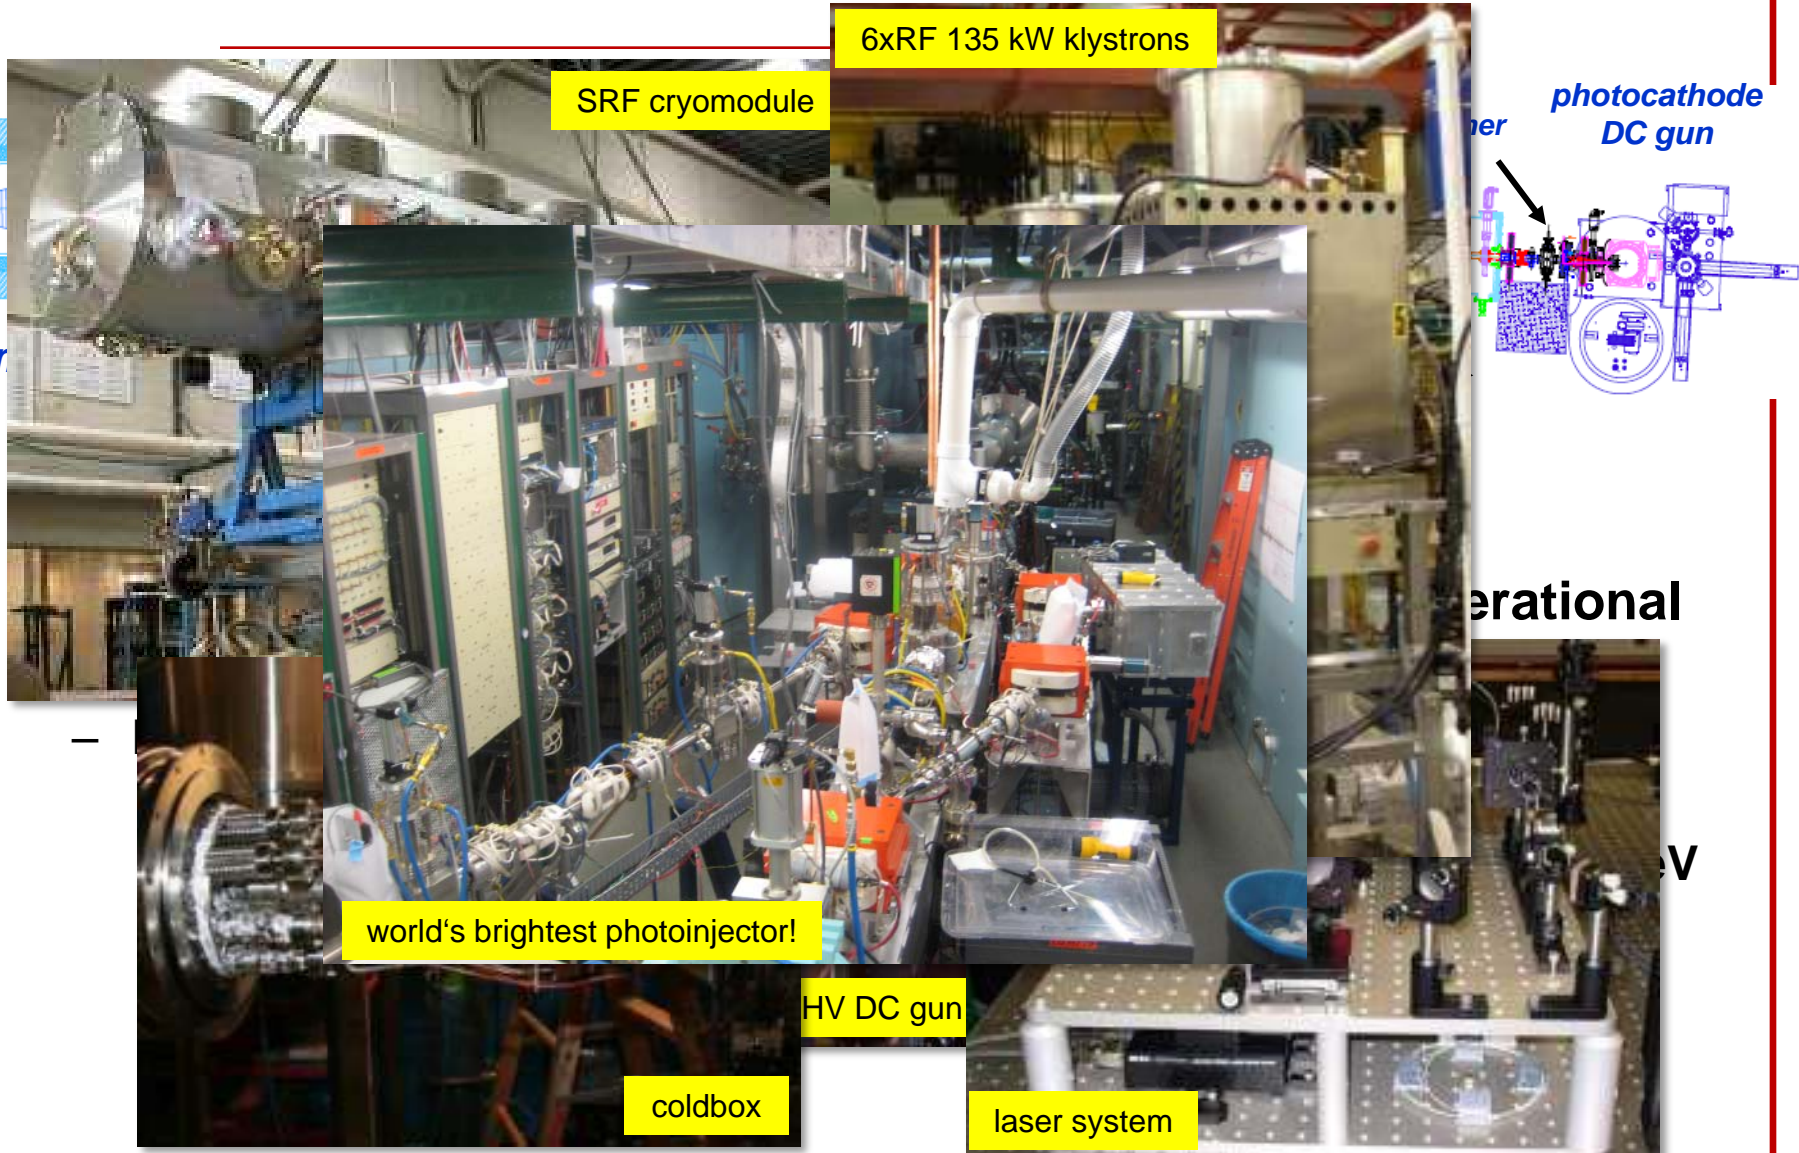 6xRF 135 kW klystrons
SRF cryomodule
photocathode
DC gun
erational
–
eV
world‘s brightest photoinjector!
HV DC gun
coldbox
laser system